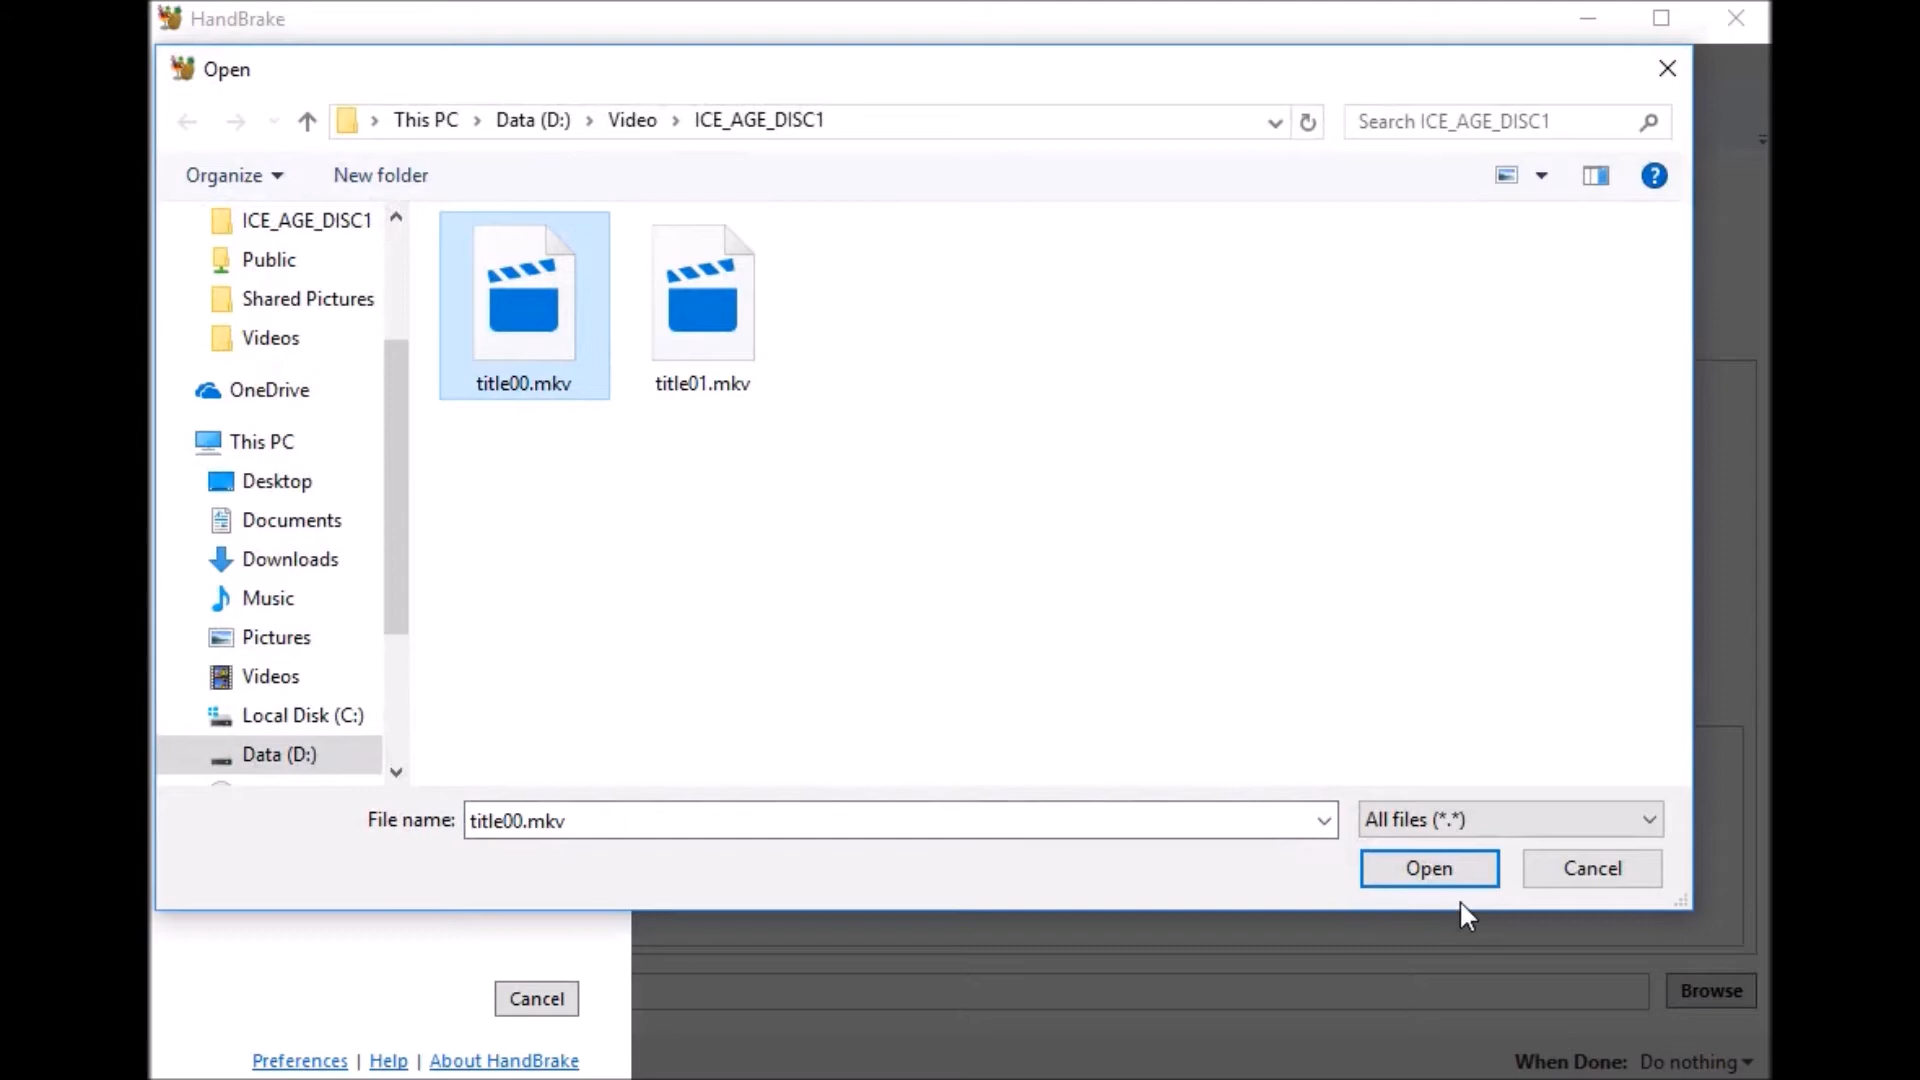 HandBrake
Open
This PC > Data (D:) > Video > ICE_AGE_DISC1
Search ICE_AGE_DISC1
Organize
New folder
ICE_AGE_DISC1
Public
Shared Pictures
Videos
OneDrive
This PC
Desktop
Documents
Downloads
Music
Pictures
Videos
Local Disk (C:)
Data (D:)
title00.mkv
title01.mkv
File name: title00.mkv
All files (*.*)
Open
Cancel
Cancel
Browse
Preferences | Help | About HandBrake
When Done: Do nothing